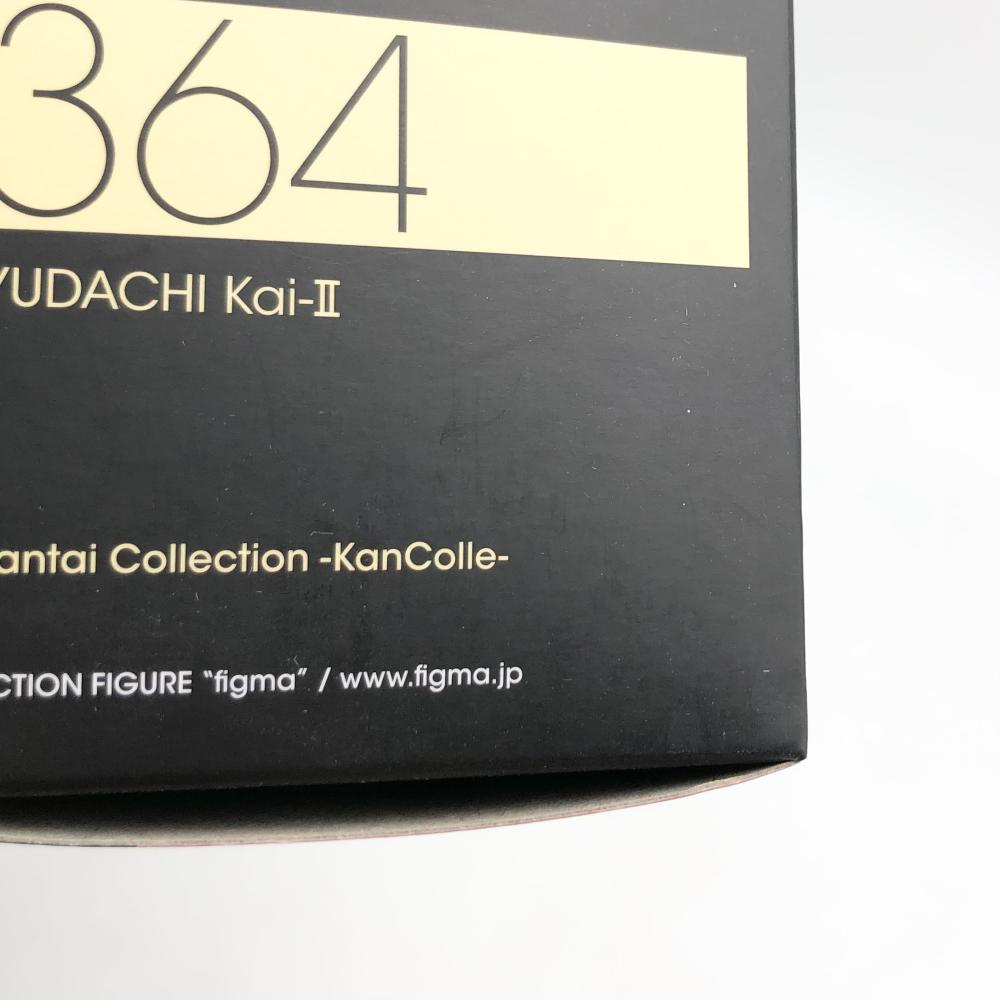 364
YUDACHI Kai-II
antai Collection -KanColle-
CTION FIGURE "figma" / www.figma.jp